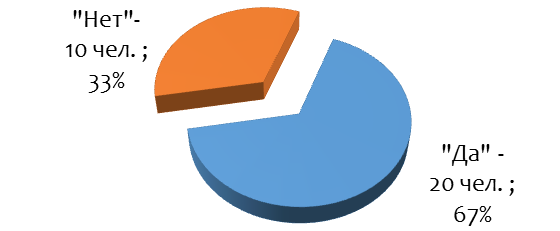 "Нет"-
10 чел. ;
33%
"Да" -
20 чел. ;
67%